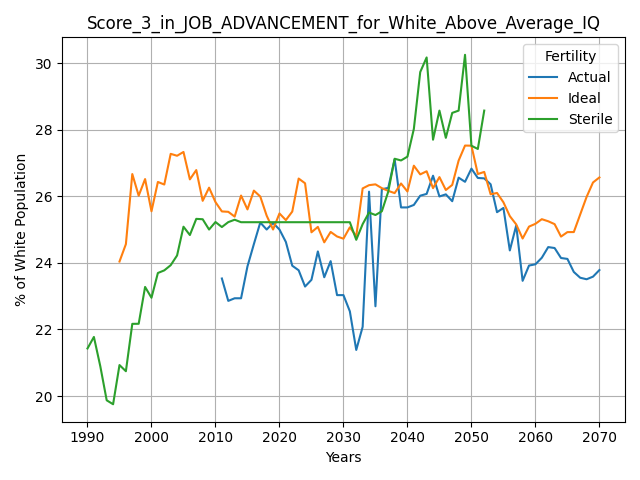 Score_3_in_JOB_ADVANCEMENT_for_White_Above_Average_IQ
Fertility
Actual
Ideal
Sterile
% of White Population
30
28
26
24
22
20
1990 2000 2010 2020 2030 2040 2050 2060 2070
Years